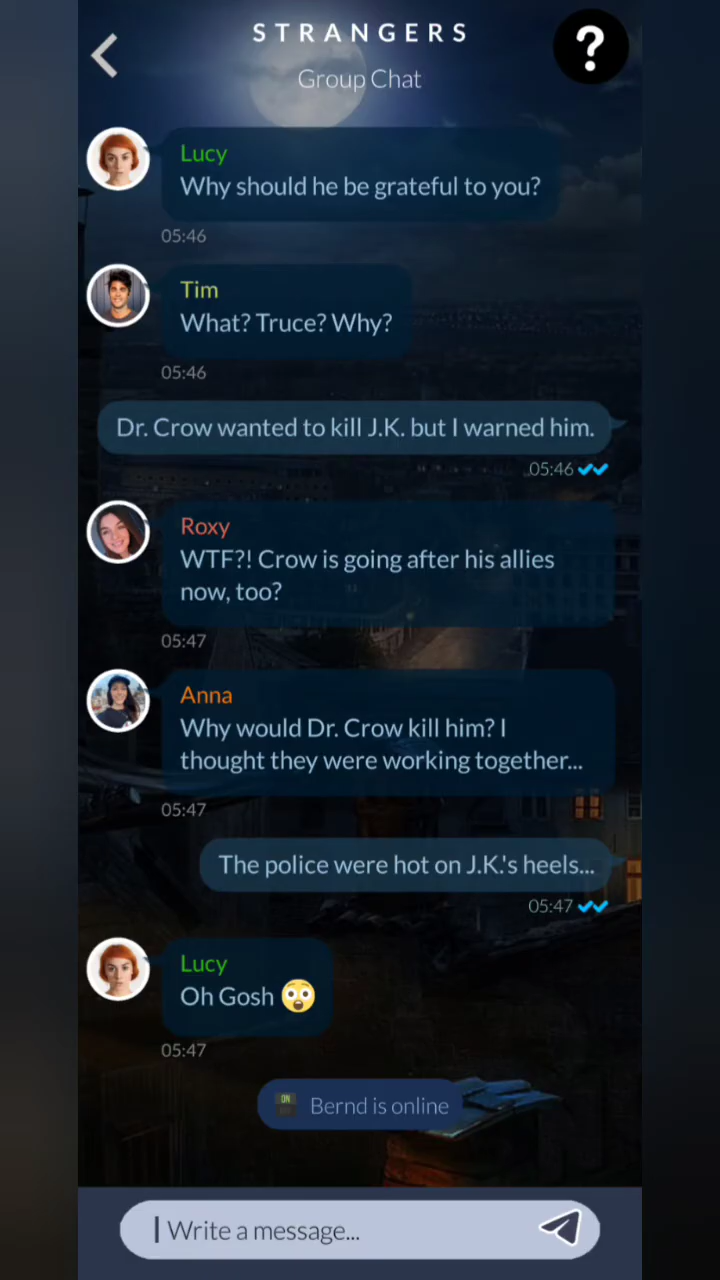 STRANGERS
?
Group Chat
Lucy
Why should he be grateful to you?
05:46
Tim
What? Truce? Why?
05:46
Dr. Crow wanted to kill J.K. but I warned him.
05:46
Roxy
WTF?! Crow is going after his allies
now, too?
05:47
Anna
Why would Dr. Crow kill him? I
thought they were working together...
05:47
The police were hot on J.K.'s heels...
05:47
Lucy
Oh Gosh 😲
05:47
ON
Bernd is online
Write a message...